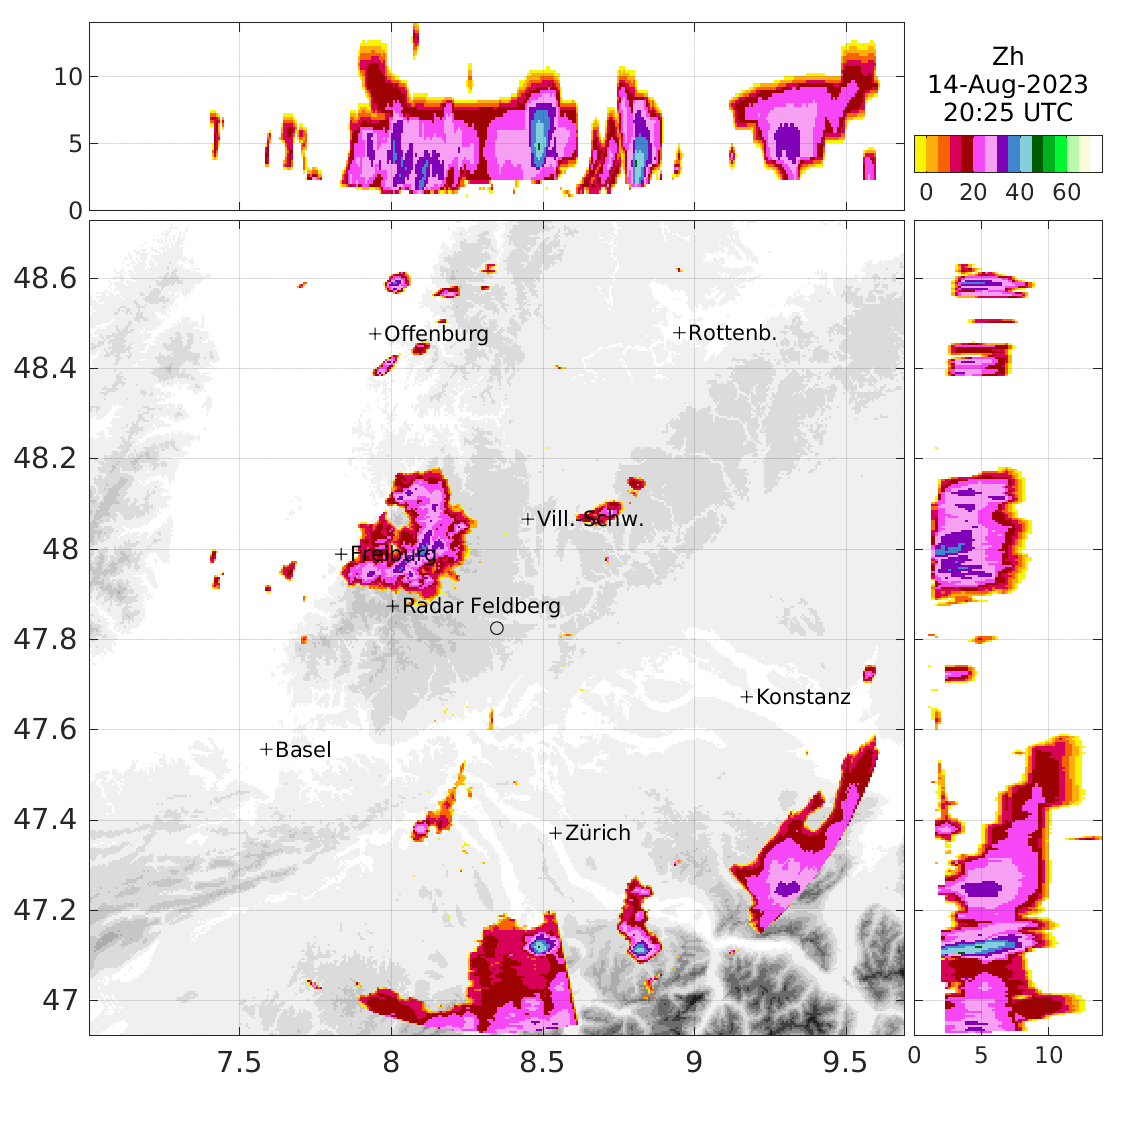 Zh
14-Aug-2023
20:25 UTC
10
5
0
0 20 40 60
48.6
48.4
48.2
48
47.8
47.6
47.4
47.2
47
+Offenburg
+Rottenb.
+Vill.-Schw.
+Freiburg
+Radar Feldberg
+Konstanz
+Basel
+Zürich
7.5 8 8.5 9 9.5
0 5 10